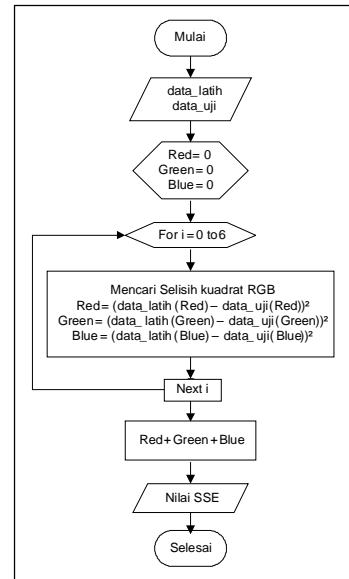 Mulai
data_latih
data_uji
Red= 0
Green= 0
Blue= 0
For i = 0 to6
Mencari Selisih kuadrat RGB
Red= (data_latih (Red) – data_uji(Red))²
Green= (data_latih (Green) – data_uji(Green))²
Blue = (data_latih (Blue) – data_uji(Blue))²
Next i
Red+ Green+Blue
Nilai SSE
Selesai